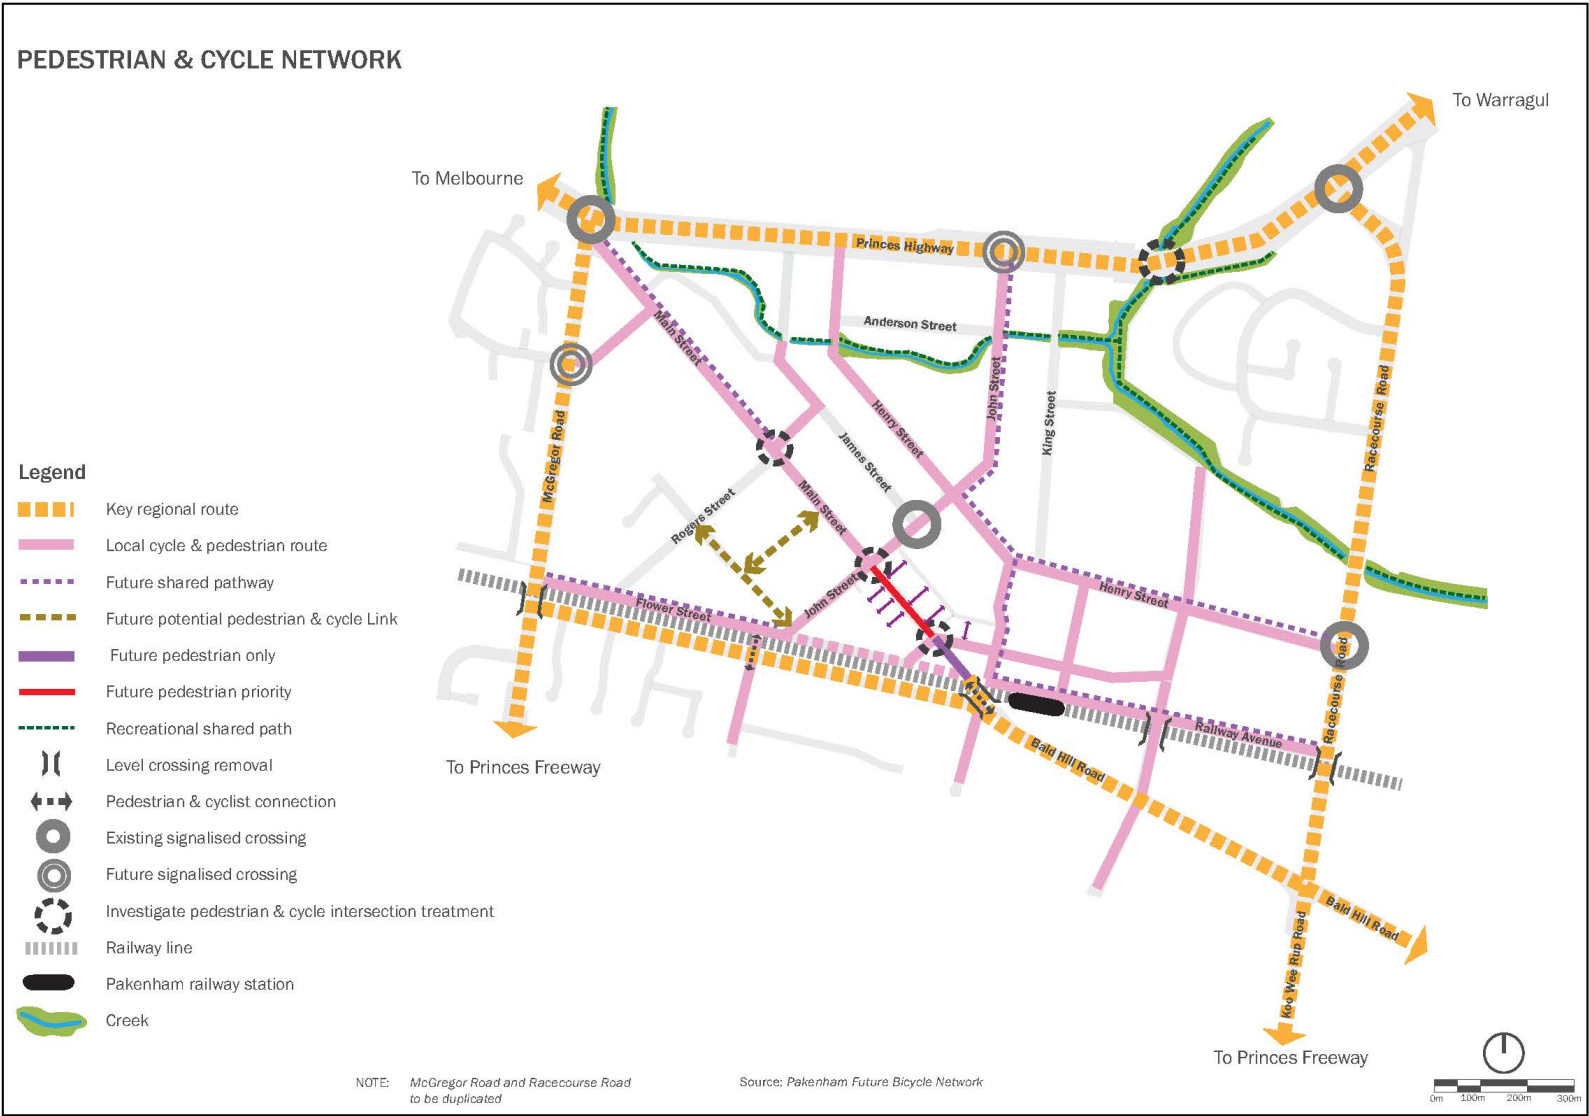 PEDESTRIAN & CYCLE NETWORK
To Warragul
To Melbourne
Princes Highway
Anderson Street
Main Street
John Street
Henry Street
King Street
Racecourse Road
McGregor Road
James Street
Main Street
Rogers Street
John Street
Flower Street
Henry Street
Racecourse Road
Railway Avenue
Bald Hill Road
To Princes Freeway
Bald Hill Road
Koo Wee Rup Road
To Princes Freeway
Legend
Key regional route
Local cycle & pedestrian route
Future shared pathway
Future potential pedestrian & cycle Link
Future pedestrian only
Future pedestrian priority
Recreational shared path
Level crossing removal
Pedestrian & cyclist connection
Existing signalised crossing
Future signalised crossing
Investigate pedestrian & cycle intersection treatment
Railway line
Pakenham railway station
Creek
NOTE: McGregor Road and Racecourse Road
to be duplicated
Source: Pakenham Future Bicycle Network
0m 100m 200m 300m